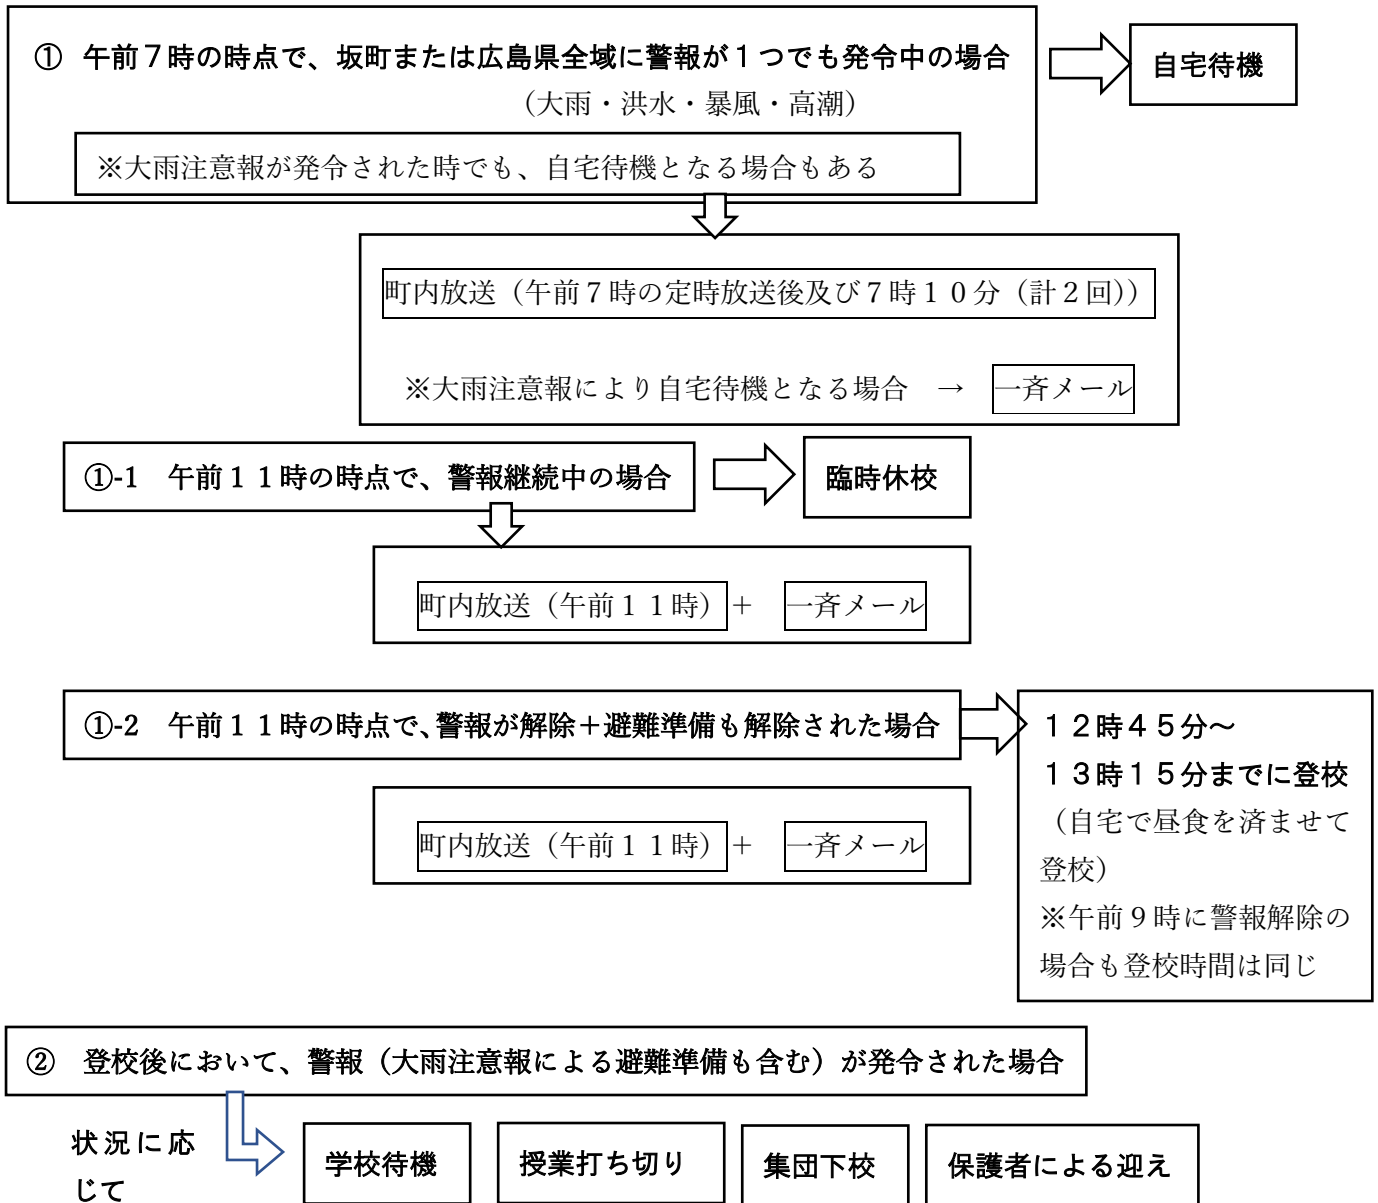 ① 午前７時の時点で、坂町または広島県全域に警報が１つでも発令中の場合
自宅待機
（大雨・洪水・暴風・高潮）
※大雨注意報が発令された時でも、自宅待機となる場合もある
町内放送（午前７時の定時放送後及び７時１０分（計２回））
※大雨注意報により自宅待機となる場合　→　一斉メール
①-1　午前１１時の時点で、警報継続中の場合
臨時休校
町内放送（午前１１時）＋　一斉メール
①-2　午前１１時の時点で、警報が解除＋避難準備も解除された場合
町内放送（午前１１時）＋　一斉メール
１２時４５分～
１３時１５分までに登校
（自宅で昼食を済ませて
登校）
※午前９時に警報解除の
場合も登校時間は同じ
②　登校後において、警報（大雨注意報による避難準備も含む）が発令された場合
状況に応
じて
学校待機
授業打ち切り
集団下校
保護者による迎え